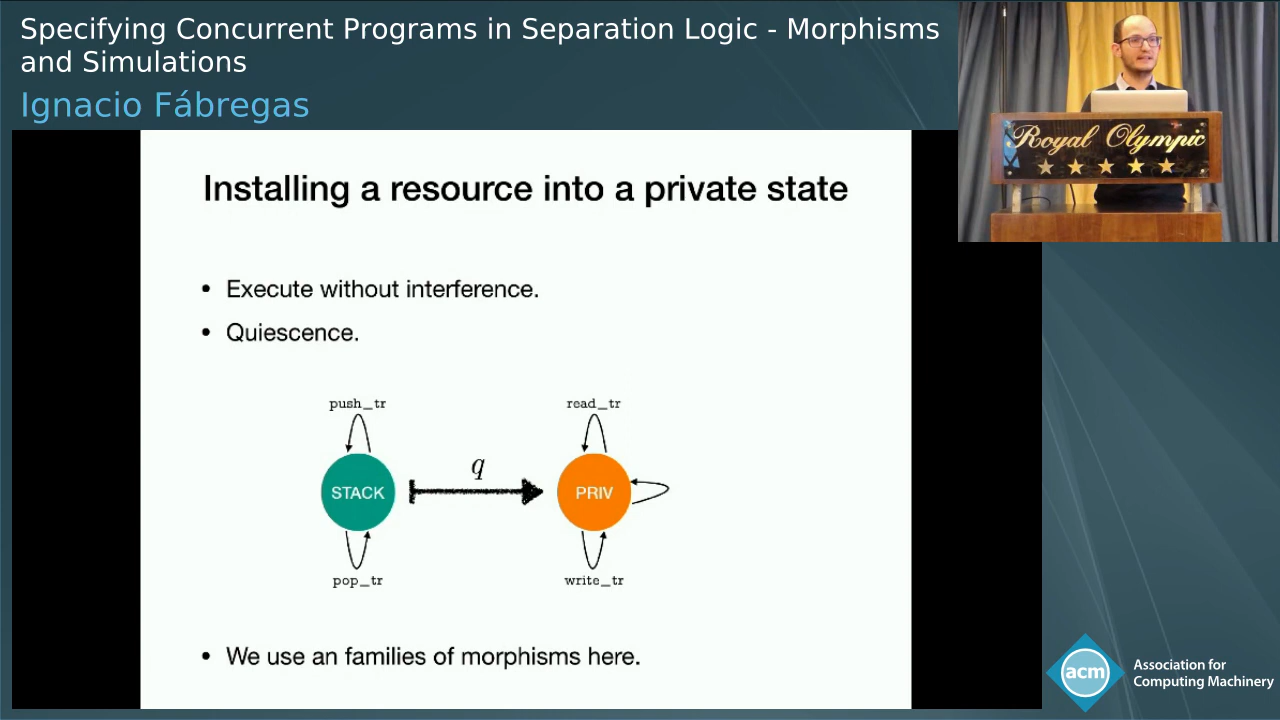 Specifying Concurrent Programs in Separation Logic - Morphisms
and Simulations
Ignacio Fábregas
Royal Olympic
Installing a resource into a private state
• Execute without interference.
• Quiescence.
push_tr
read_tr
q
STACK
PRIV
pop_tr
write_tr
• We use an families of morphisms here.
acm
Association for
Computing Machinery